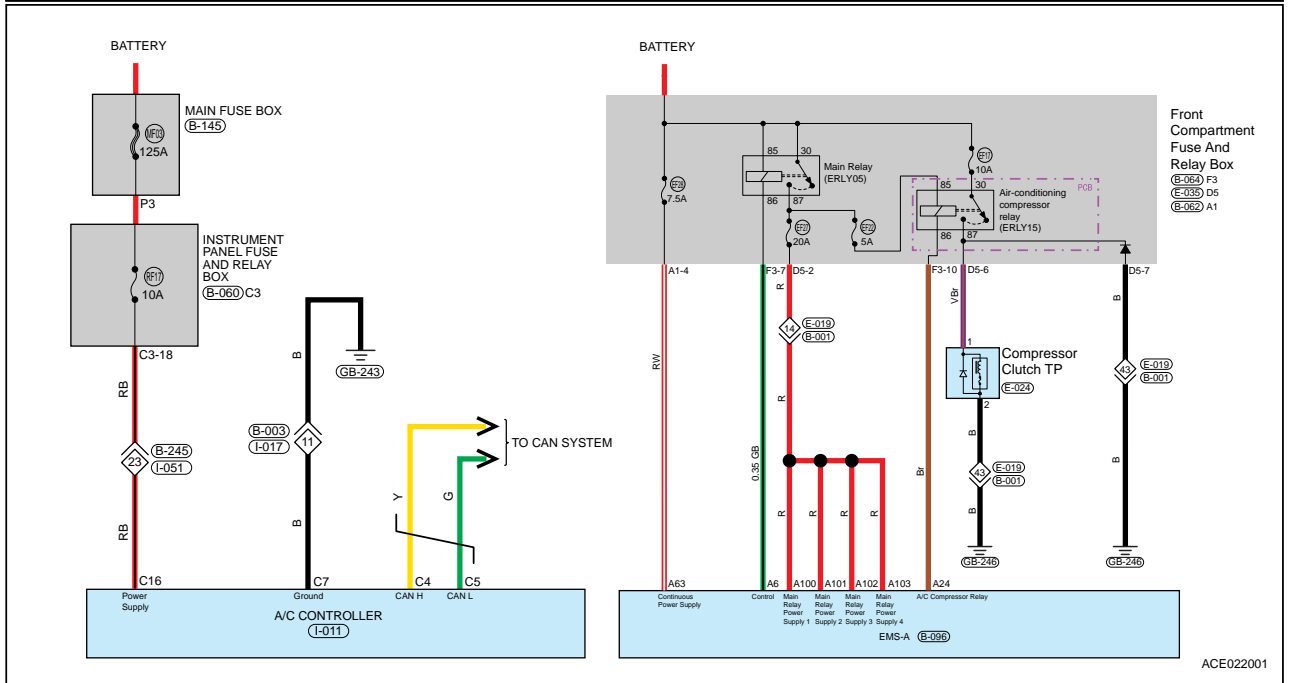 BATTERY
MAIN FUSE BOX
B-145
MF03
125A
P3
INSTRUMENT
PANEL FUSE
AND RELAY
BOX
B-060 C3
RF17
10A
C3-18
RB
B-245
I-051
23
RB
C16
Power
Supply
B
GB-243
B-003
I-017
11
B
C7
Ground
TO CAN SYSTEM
Y
G
C4
CAN H
C5
CAN L
A/C CONTROLLER
I-011
BATTERY
Front
Compartment
Fuse And
Relay Box
B-064 F3
E-035 D5
B-062 A1
7.5A
85
30
Main Relay
(ERLY05)
86
87
EF27
20A
EF22
5A
EF17
10A
PCB
85
30
Air-conditioning
compressor
relay
(ERLY15)
86
87
A1-4
F3-7
D5-2
F3-10
D5-6
D5-7
R
VBr
B
14
E-019
B-001
1
Compressor
Clutch TP
E-024
2
43
E-019
B-001
RW
R
B
43
E-019
B-001
0.35 GB
Br
B
B
R
R
R
R
GB-246
GB-246
A63
A6
A100
A101
A102
A103
A24
Continuous
Power Supply
Control
Main
Relay
Power
Supply 1
Main
Relay
Power
Supply 2
Main
Relay
Power
Supply 3
Main
Relay
Power
Supply 4
A/C Compressor Relay
EMS-A B-096
ACE022001